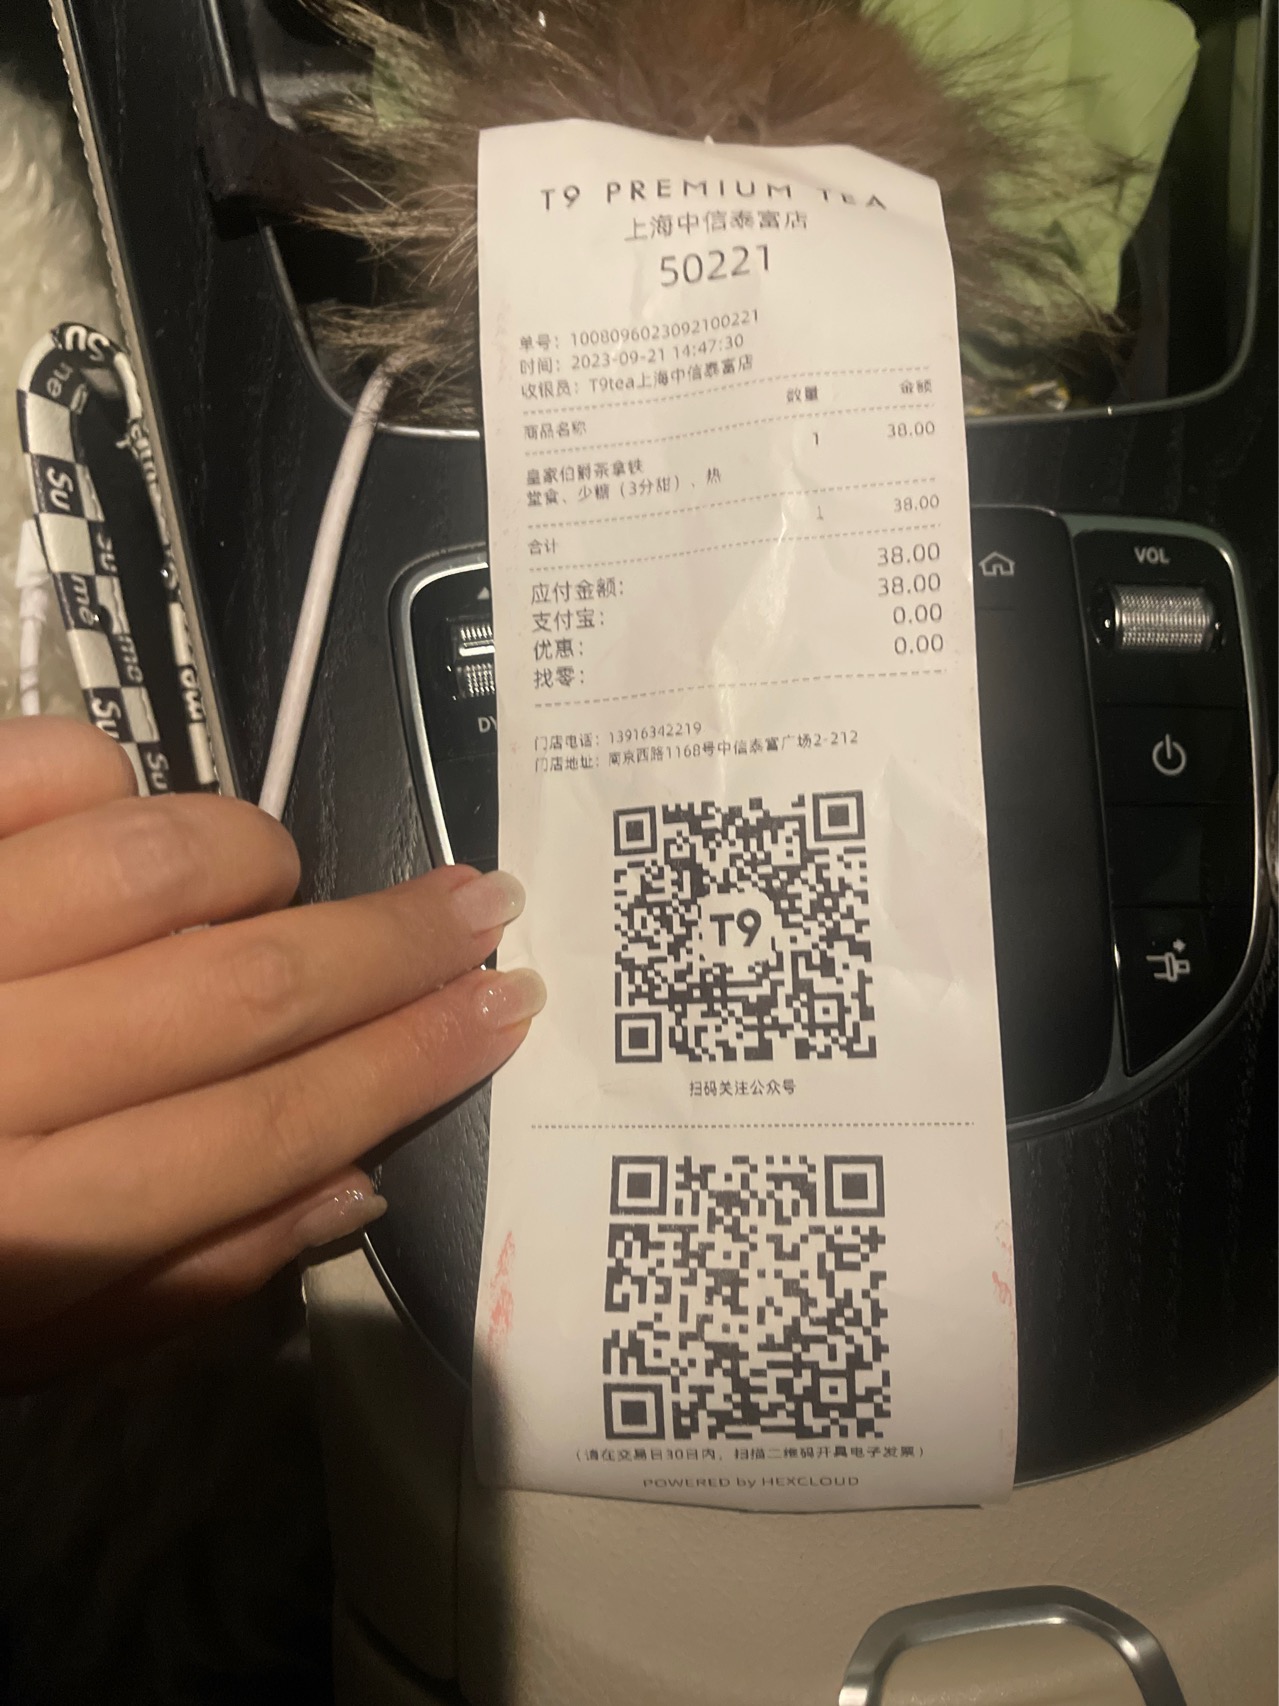 T9 PREMIUM TEA
上海中信泰富店
50221
单号：1008096023092100221
时间：2023-09-21 14:47:30
收银员：T9tea上海中信泰富店
商品名称 数量 金额
1 38.00
皇家伯爵茶拿铁
堂食、少糖（3分甜）、热
合计 1 38.00
应付金额: 38.00
支付宝: 38.00
优惠: 0.00
找零: 0.00
门店电话：13916342219
门店地址：南京西路1168号中信泰富广场2-212
T9
扫码关注公众号
（请在交易日30日内，扫描二维码开具电子发票）
POWERED by HEXCLOUD
VOL
DY
Su
me
Su
me
Su
Su